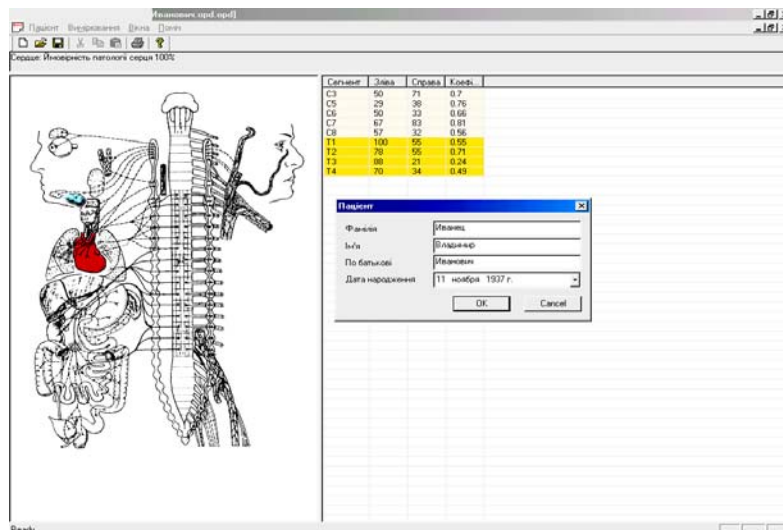 Иванович.opd.opd]
Пацієнт Вимірювання Вікна Допом
Сердце: Ймовірність патології серця 100%
Сегмент Зліва Справа Коефі...
C3 50 71 0.7
C5 29 38 0.76
C6 50 33 0.66
C7 67 83 0.81
C8 57 32 0.56
T1 100 55 0.55
T2 78 55 0.71
T3 88 21 0.24
T4 70 34 0.49
Пацієнт
Фамілія Иванец
Ім'я Владимир
По батькові Иванович
Дата народження 11 ноября 1937 г.
OK Cancel
Ready